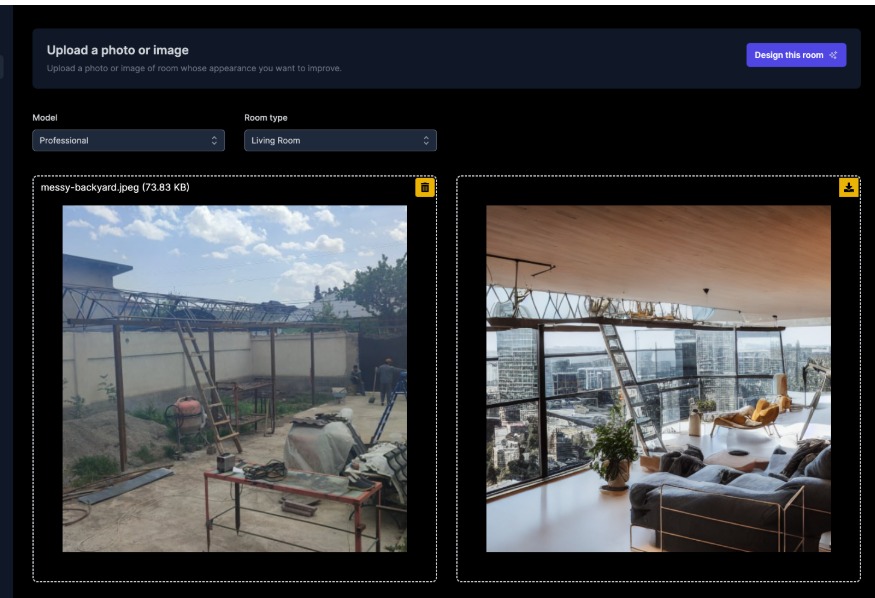 Upload a photo or image
Upload a photo or image of room whose appearance you want to improve.
Design this room
Model
Room type
Professional
Living Room
messy-backyard.jpeg (73.83 KB)